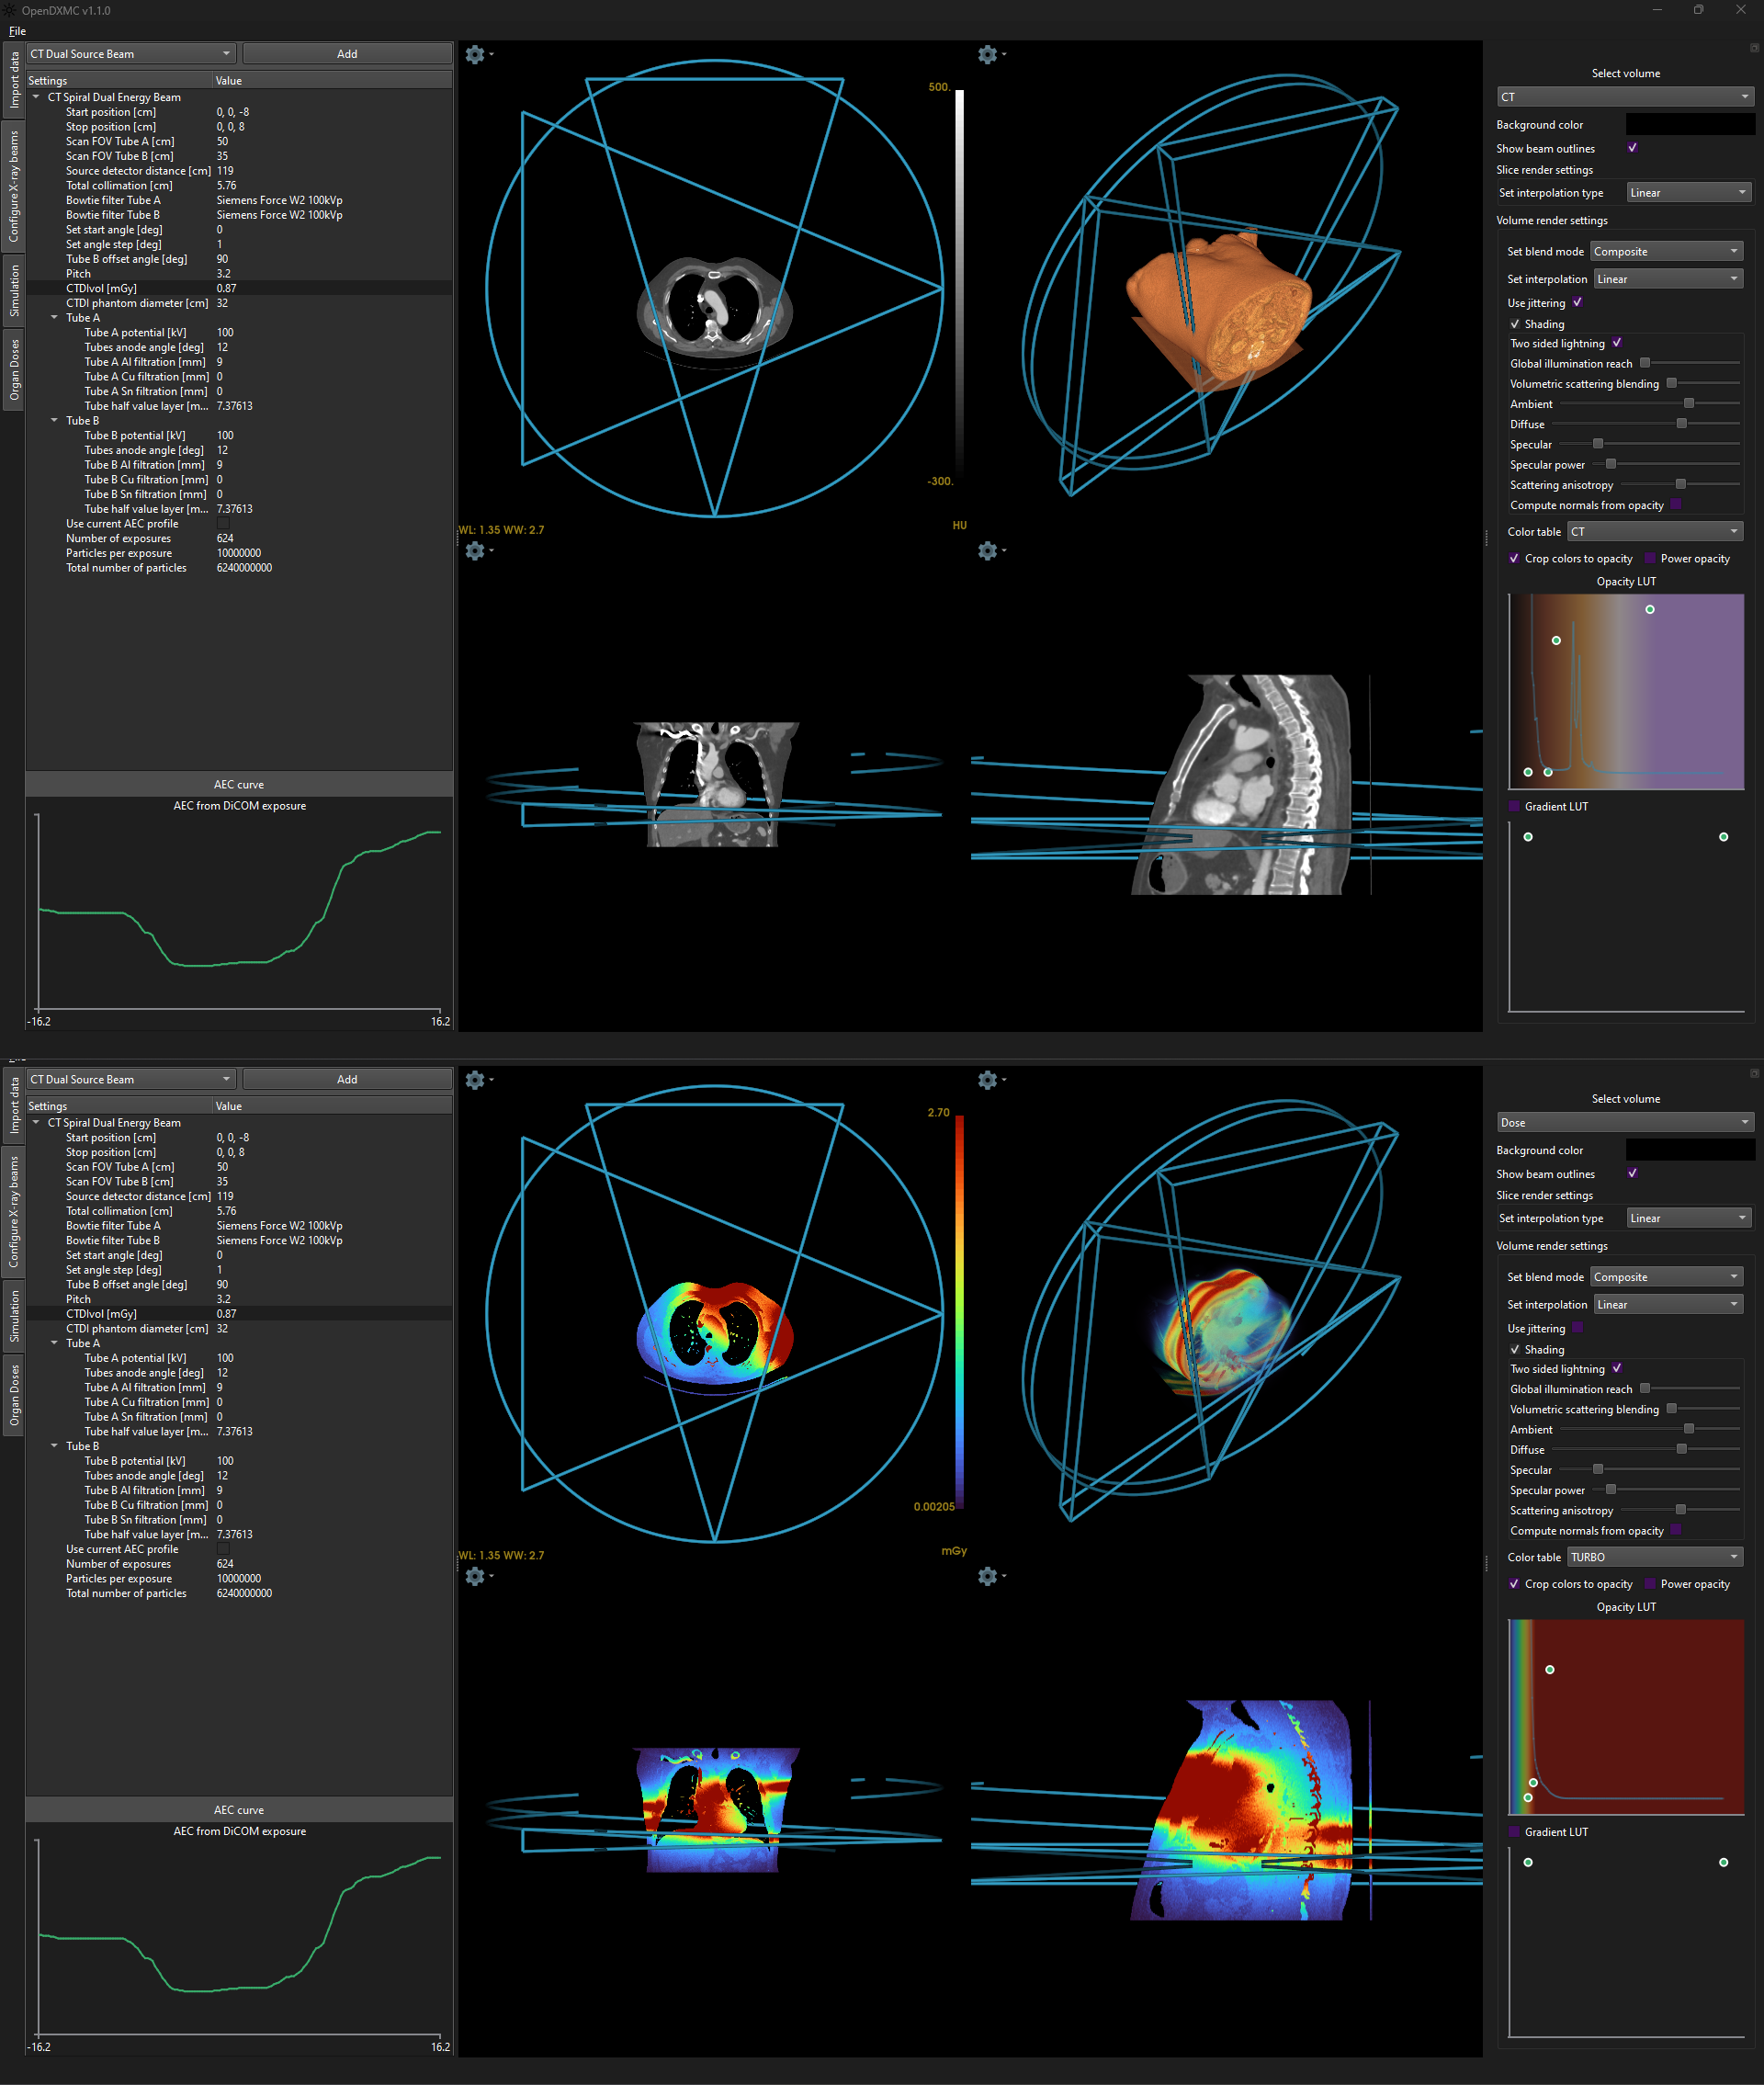 OpenDXMC v1.1.0
File
Import data
Configure X-ray beams
Simulation
Organ Doses
CT Dual Source Beam Add
Settings Value
CT Spiral Dual Energy Beam
Start position [cm] 0, 0, -8
Stop position [cm] 0, 0, 8
Scan FOV Tube A [cm] 50
Scan FOV Tube B [cm] 35
Source detector distance [cm] 119
Total collimation [cm] 5.76
Bowtie filter Tube A Siemens Force W2 100kVp
Bowtie filter Tube B Siemens Force W2 100kVp
Set start angle [deg] 0
Set angle step [deg] 1
Tube B offset angle [deg] 90
Pitch 3.2
CTDIvol [mGy] 0.87
CTDI phantom diameter [cm] 32
Tube A
Tube A potential [kV] 100
Tubes anode angle [deg] 12
Tube A Al filtration [mm] 9
Tube A Cu filtration [mm] 0
Tube A Sn filtration [mm] 0
Tube half value layer [m... 7.37613
Tube B
Tube B potential [kV] 100
Tubes anode angle [deg] 12
Tube B Al filtration [mm] 9
Tube B Cu filtration [mm] 0
Tube B Sn filtration [mm] 0
Tube half value layer [m... 7.37613
Use current AEC profile
Number of exposures 624
Particles per exposure 10000000
Total number of particles 6240000000
AEC curve
AEC from DiCOM exposure
-16.2 16.2
500.
-300.
HU
WL: 1.35 WW: 2.7
Select volume
CT
Background color
Show beam outlines
Slice render settings
Set interpolation type Linear
Volume render settings
Set blend mode Composite
Set interpolation Linear
Use jittering
Shading
Two sided lightning
Global illumination reach
Volumetric scattering blending
Ambient
Diffuse
Specular
Specular power
Scattering anisotropy
Compute normals from opacity
Color table CT
Crop colors to opacity Power opacity
Opacity LUT
Gradient LUT
Import data
Configure X-ray beams
Simulation
Organ Doses
CT Dual Source Beam Add
Settings Value
CT Spiral Dual Energy Beam
Start position [cm] 0, 0, -8
Stop position [cm] 0, 0, 8
Scan FOV Tube A [cm] 50
Scan FOV Tube B [cm] 35
Source detector distance [cm] 119
Total collimation [cm] 5.76
Bowtie filter Tube A Siemens Force W2 100kVp
Bowtie filter Tube B Siemens Force W2 100kVp
Set start angle [deg] 0
Set angle step [deg] 1
Tube B offset angle [deg] 90
Pitch 3.2
CTDIvol [mGy] 0.87
CTDI phantom diameter [cm] 32
Tube A
Tube A potential [kV] 100
Tubes anode angle [deg] 12
Tube A Al filtration [mm] 9
Tube A Cu filtration [mm] 0
Tube A Sn filtration [mm] 0
Tube half value layer [m... 7.37613
Tube B
Tube B potential [kV] 100
Tubes anode angle [deg] 12
Tube B Al filtration [mm] 9
Tube B Cu filtration [mm] 0
Tube B Sn filtration [mm] 0
Tube half value layer [m... 7.37613
Use current AEC profile
Number of exposures 624
Particles per exposure 10000000
Total number of particles 6240000000
AEC curve
AEC from DiCOM exposure
-16.2 16.2
2.70
0.00205
mGy
WL: 1.35 WW: 2.7
Select volume
Dose
Background color
Show beam outlines
Slice render settings
Set interpolation type Linear
Volume render settings
Set blend mode Composite
Set interpolation Linear
Use jittering
Shading
Two sided lightning
Global illumination reach
Volumetric scattering blending
Ambient
Diffuse
Specular
Specular power
Scattering anisotropy
Compute normals from opacity
Color table TURBO
Crop colors to opacity Power opacity
Opacity LUT
Gradient LUT